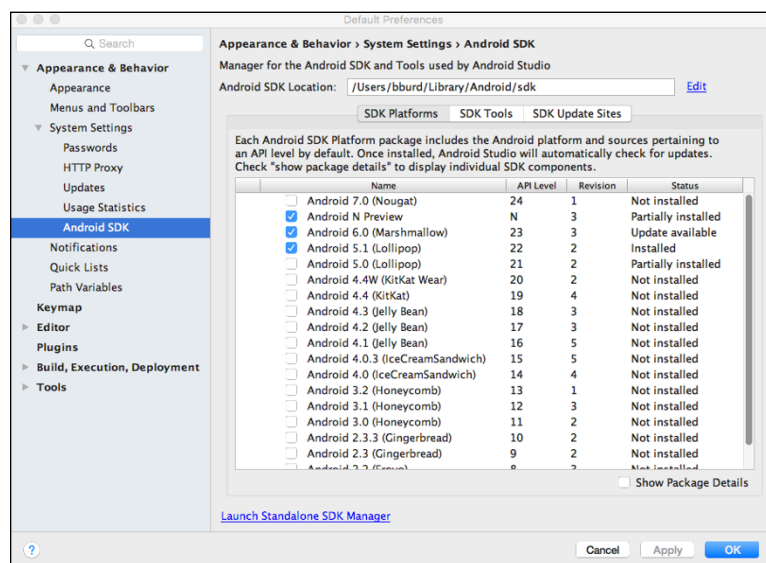 Default Preferences
Search
Appearance & Behavior
Appearance
Menus and Toolbars
System Settings
Passwords
HTTP Proxy
Updates
Usage Statistics
Android SDK
Notifications
Quick Lists
Path Variables
Keymap
Editor
Plugins
Build, Execution, Deployment
Tools
Appearance & Behavior › System Settings › Android SDK
Manager for the Android SDK and Tools used by Android Studio
Android SDK Location: /Users/bburd/Library/Android/sdk Edit
SDK Platforms SDK Tools SDK Update Sites
Each Android SDK Platform package includes the Android platform and sources pertaining to
an API level by default. Once installed, Android Studio will automatically check for updates.
Check "show package details" to display individual SDK components.
Name API Level Revision Status
Android 7.0 (Nougat) 24 1 Not installed
Android N Preview N 3 Partially installed
Android 6.0 (Marshmallow) 23 3 Update available
Android 5.1 (Lollipop) 22 2 Installed
Android 5.0 (Lollipop) 21 2 Partially installed
Android 4.4W (KitKat Wear) 20 2 Not installed
Android 4.4 (KitKat) 19 4 Not installed
Android 4.3 (Jelly Bean) 18 3 Not installed
Android 4.2 (Jelly Bean) 17 3 Not installed
Android 4.1 (Jelly Bean) 16 5 Not installed
Android 4.0.3 (IceCreamSandwich) 15 5 Not installed
Android 4.0 (IceCreamSandwich) 14 4 Not installed
Android 3.2 (Honeycomb) 13 1 Not installed
Android 3.1 (Honeycomb) 12 3 Not installed
Android 3.0 (Honeycomb) 11 2 Not installed
Android 2.3.3 (Gingerbread) 10 2 Not installed
Android 2.3 (Gingerbread) 9 2 Not installed
Android 2.2 (Froyo) 8 3 Not installed
Show Package Details
Launch Standalone SDK Manager
? Cancel Apply OK